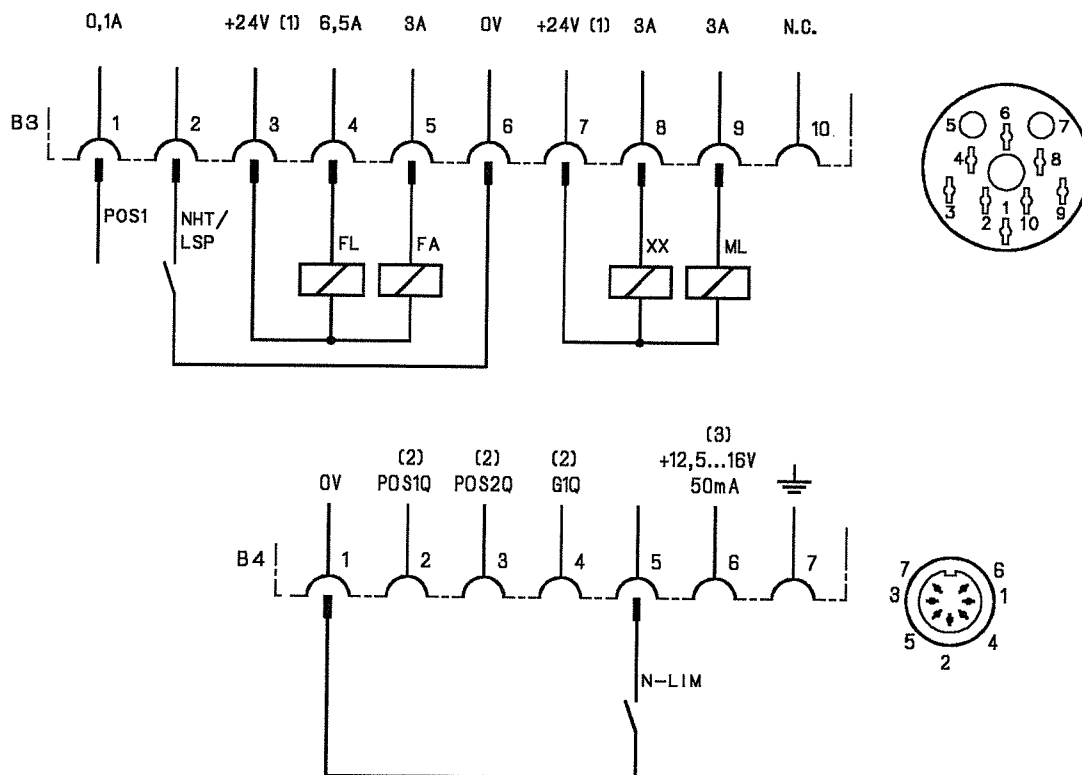 0,1A +24V (1) 6,5A 3A 0V +24V (1) 3A 3A N.C.
B3 1 2 3 4 5 6 7 8 9 10
POS1 NHT/ FL FA XX ML
LSP
6
5 7
4 8
3 2 1 10 9
(3)
(2) (2) (2) +12,5...16V
0V POS1Q POS2Q G1Q 50mA
B4 1 2 3 4 5 6 7
N-LIM
7 6
3 1
5 4
2